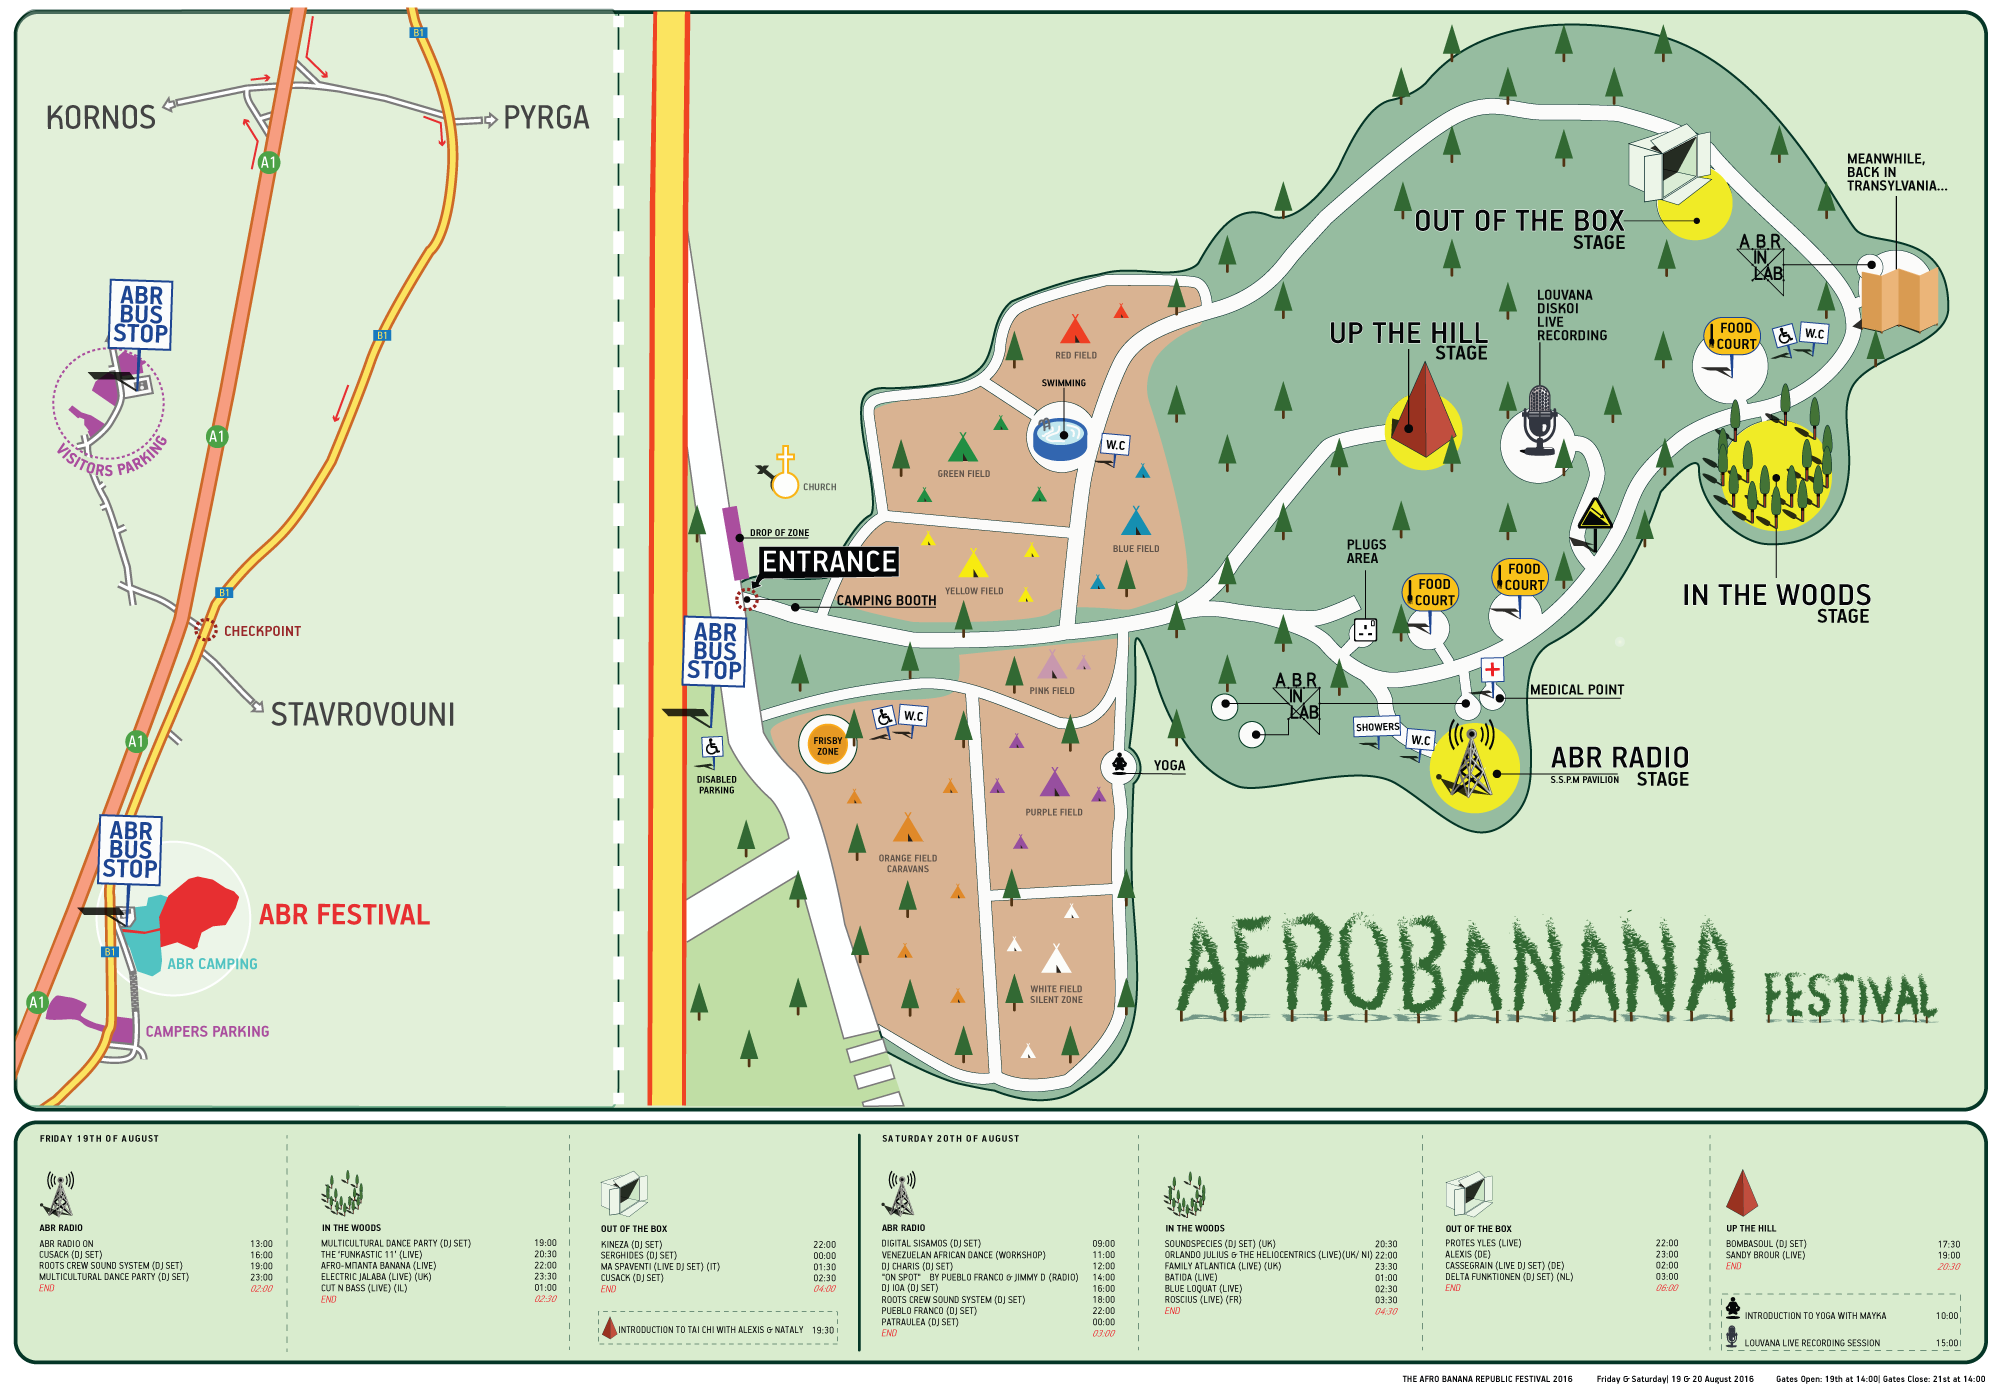 B1
KORNOS
PYRGA
A1
ABR
BUS
STOP
B1
VISITORS PARKING
A1
B1
CHECKPOINT
STAVROVOUNI
A1
ABR
BUS
STOP
ABR FESTIVAL
B1
ABR CAMPING
A1
CAMPERS PARKING
MEANWHILE,
BACK IN
TRANSYLVANIA...
OUT OF THE BOX
STAGE
A B R
IN
LAB
LOUVANA
DISKOI
LIVE
RECORDING
UP THE HILL
STAGE
FOOD
COURT
W.C
RED FIELD
SWIMMING
W.C
GREEN FIELD
CHURCH
DROP OF ZONE
ENTRANCE
BLUE FIELD
YELLOW FIELD
CAMPING BOOTH
PLUGS
AREA
FOOD
COURT
FOOD
COURT
IN THE WOODS
STAGE
ABR
BUS
STOP
PINK FIELD
A B R
IN
LAB
MEDICAL POINT
W.C
FRISBY
ZONE
SHOWERS
W.C
DISABLED
PARKING
YOGA
ABR RADIO
S.S.P.M PAVILION STAGE
PURPLE FIELD
ORANGE FIELD
CARAVANS
WHITE FIELD
SILENT ZONE
AFROBANANA FESTIVAL
FRIDAY 19TH OF AUGUST
ABR RADIO
ABR RADIO ON 13:00
CUSACK (DJ SET) 16:00
ROOTS CREW SOUND SYSTEM (DJ SET) 19:00
MULTICULTURAL DANCE PARTY (DJ SET) 23:00
END 02:00
IN THE WOODS
MULTICULTURAL DANCE PARTY (DJ SET) 19:00
THE 'FUNKASTIC 11' (LIVE) 20:30
AFRO-MΠANTA BANANA (LIVE) 22:00
ELECTRIC JALABA (LIVE) (UK) 23:30
CUT N BASS (LIVE) (IL) 01:00
END 02:30
OUT OF THE BOX
KINEZA (DJ SET) 22:00
SERGHIDES (DJ SET) 00:00
MA SPAVENTI (LIVE DJ SET) (IT) 01:30
CUSACK (DJ SET) 02:30
END 04:00
INTRODUCTION TO TAI CHI WITH ALEXIS & NATALY 19:30
SATURDAY 20TH OF AUGUST
ABR RADIO
DIGITAL SISAMOS (DJ SET) 09:00
VENEZUELAN AFRICAN DANCE (WORKSHOP) 11:00
DJ CHARIS (DJ SET) 12:00
"ON SPOT" BY PUEBLO FRANCO & JIMMY D (RADIO) 14:00
DJ IGA (DJ SET) 16:00
ROOTS CREW SOUND SYSTEM (DJ SET) 18:00
PUEBLO FRANCO (DJ SET) 22:00
PATRAULEA (DJ SET) 00:00
END 03:00
IN THE WOODS
SOUNDSPECIES (DJ SET) (UK) 20:30
ORLANDO JULIUS & THE HELIOCENTRICS (LIVE)(UK/ NI) 22:00
FAMILY ATLANTICA (LIVE) (UK) 23:30
BATIDA (LIVE) 01:00
BLUE LOQUAT (LIVE) 02:30
ROSCIUS (LIVE) (FR) 03:30
END 04:30
OUT OF THE BOX
PROTES YLES (LIVE) 22:00
ALEXIS (DE) 23:00
CASSEGRAIN (LIVE DJ SET) (DE) 02:00
DELTA FUNKTIONEN (DJ SET) (NL) 03:00
END 06:00
UP THE HILL
BOMBASOUL (DJ SET) 17:30
SANDY BROUR (LIVE) 19:00
END 20:30
INTRODUCTION TO YOGA WITH MAYKA 10:00
LOUVANA LIVE RECORDING SESSION 15:00
THE AFRO BANANA REPUBLIC FESTIVAL 2016 Friday & Saturday| 19 & 20 August 2016 Gates Open: 19th at 14:00| Gates Close: 21st at 14:00